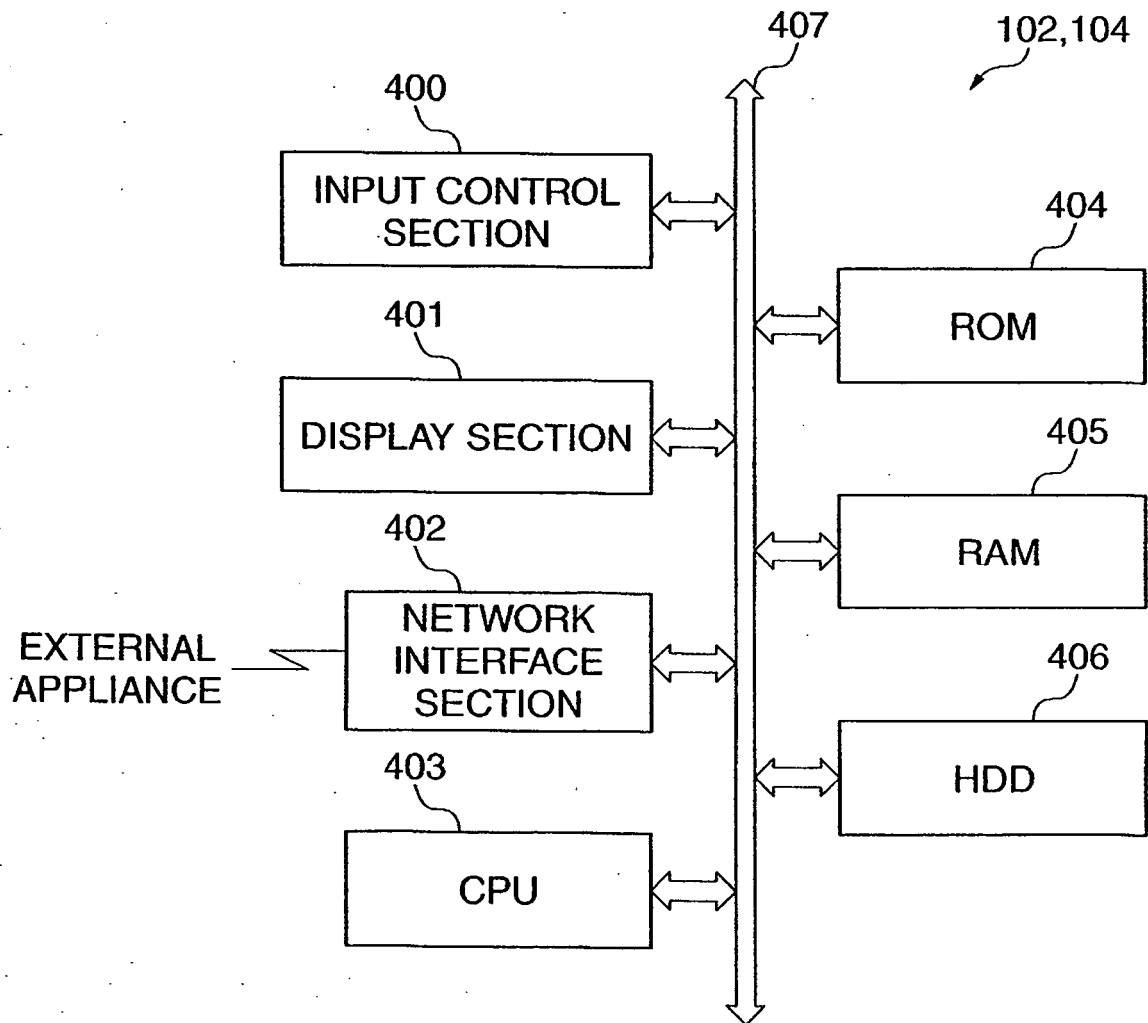 407
102,104
400
INPUT CONTROL
SECTION
404
ROM
401
DISPLAY SECTION
405
RAM
402
NETWORK
INTERFACE
SECTION
EXTERNAL
APPLIANCE
406
HDD
403
CPU